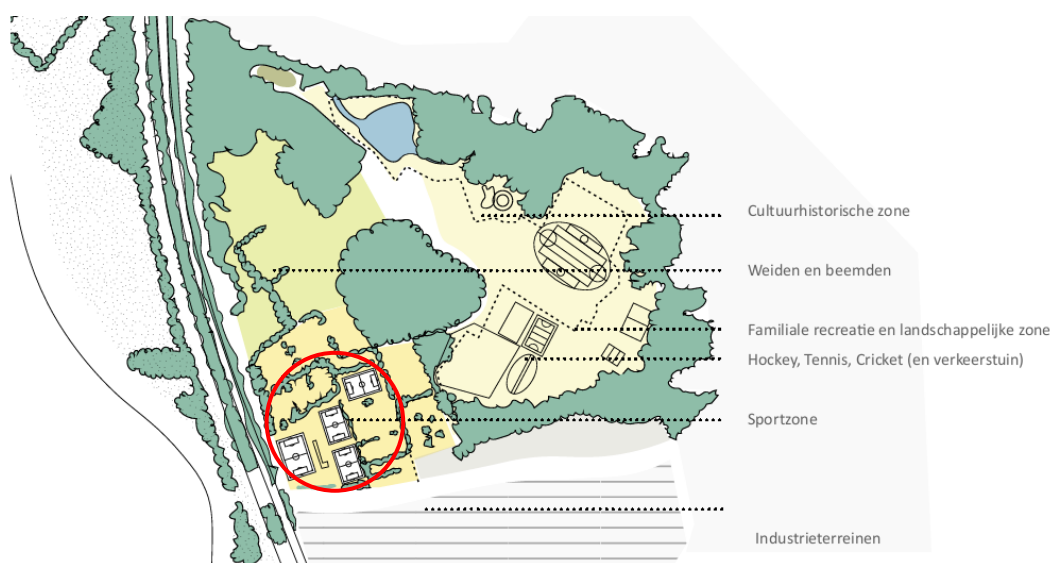 Cultuurhistorische zone
Weiden en beemden
Familiale recreatie en landschappelijke zone
Hockey, Tennis, Cricket (en verkeerstuin)
Sportzone
Industrieterreinen